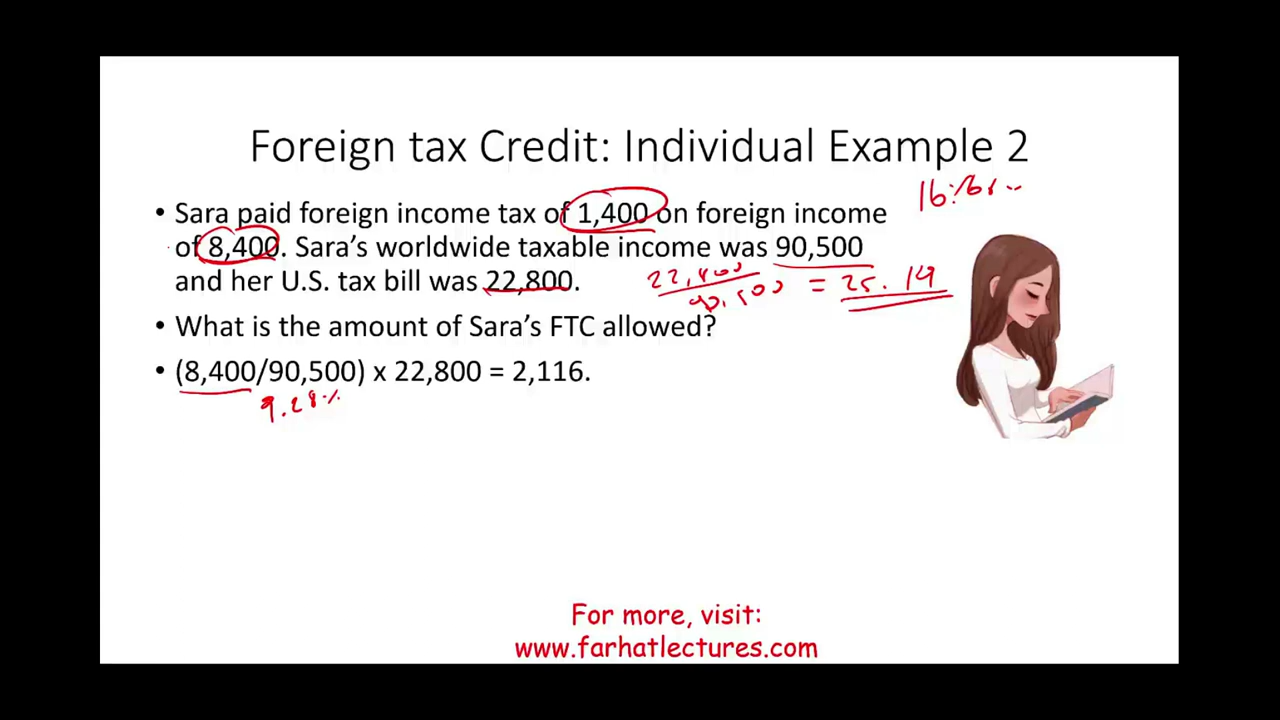 Foreign tax Credit: Individual Example 2
• Sara paid foreign income tax of 1,400 on foreign income
of 8,400. Sara’s worldwide taxable income was 90,500
and her U.S. tax bill was 22,800.
22,800
90,500
= 25.19
• What is the amount of Sara’s FTC allowed?
• (8,400/90,500) x 22,800 = 2,116.
9.28%
For more, visit:
www.farhatlectures.com